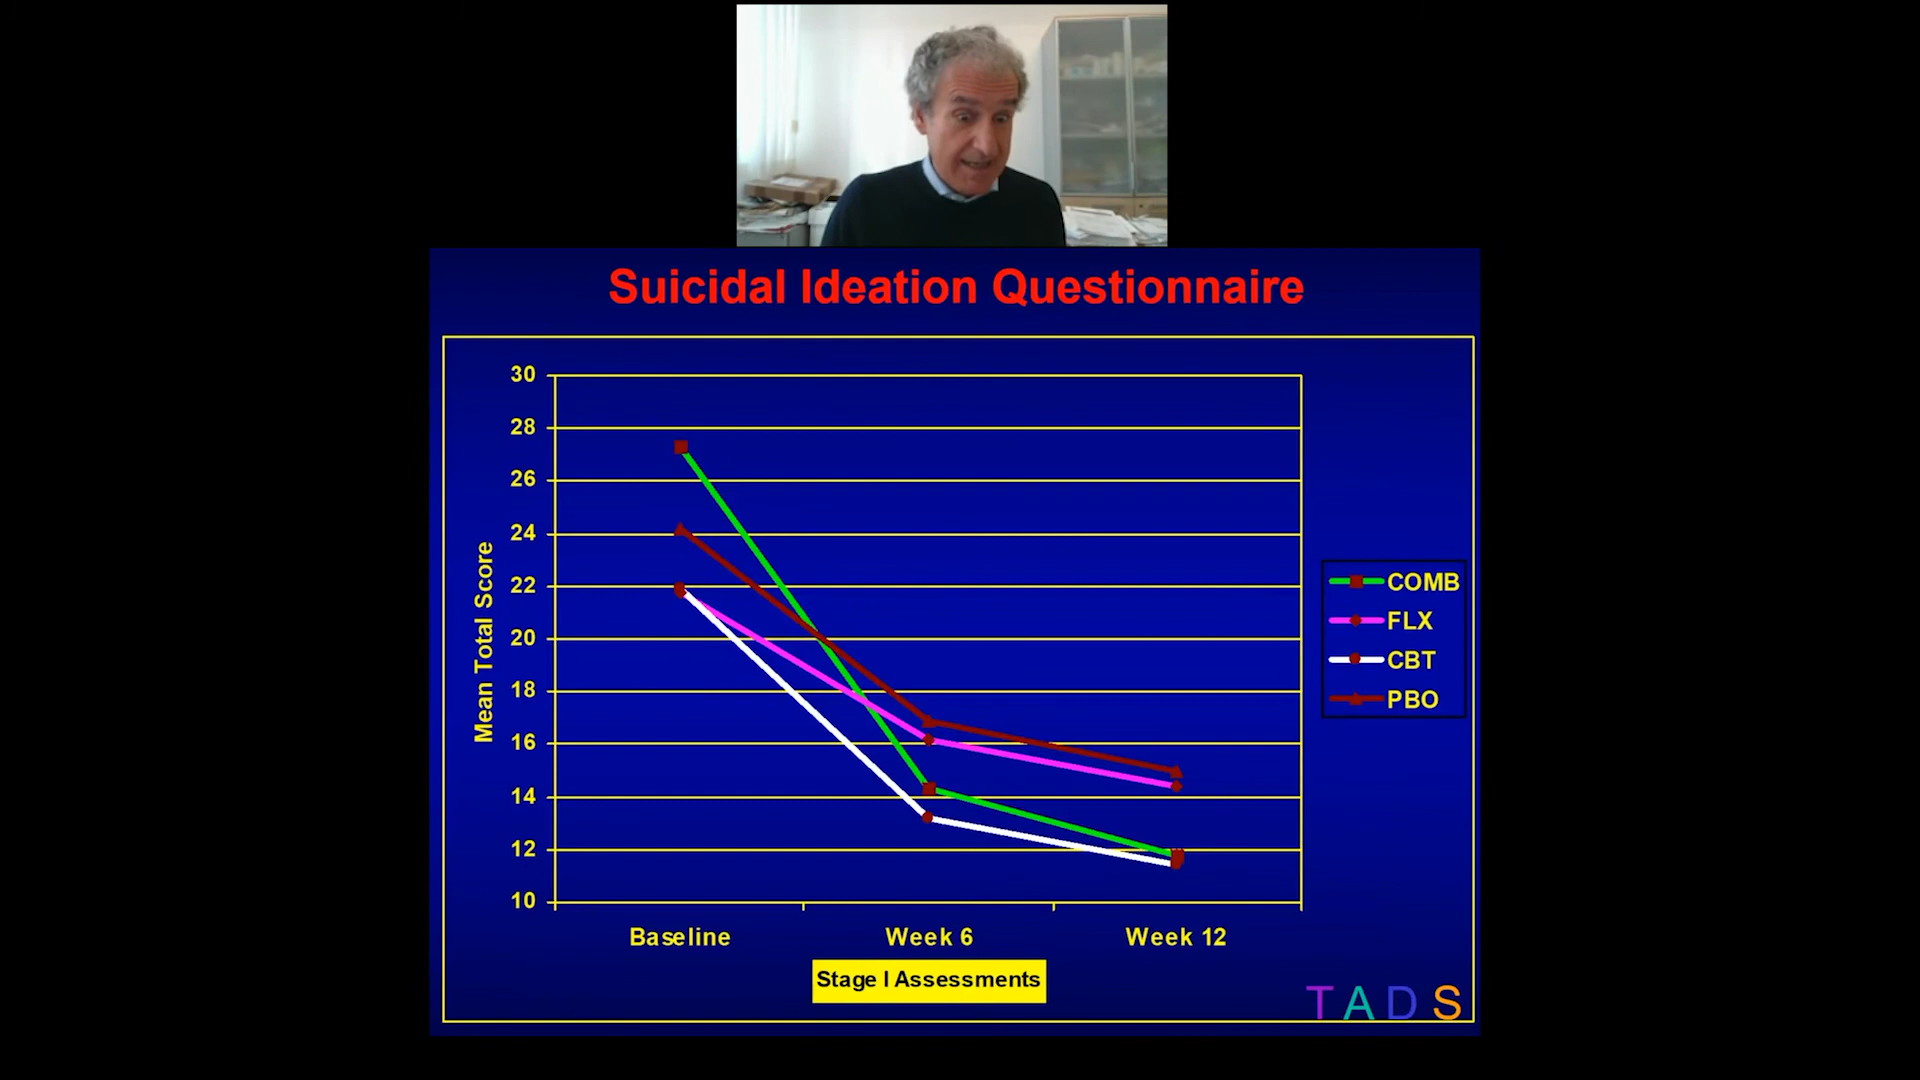 Suicidal Ideation Questionnaire
30
28
26
24
22
20
18
16
14
12
10
Mean Total Score
Baseline
Week 6
Week 12
Stage I Assessments
COMB
FLX
CBT
PBO
TADS